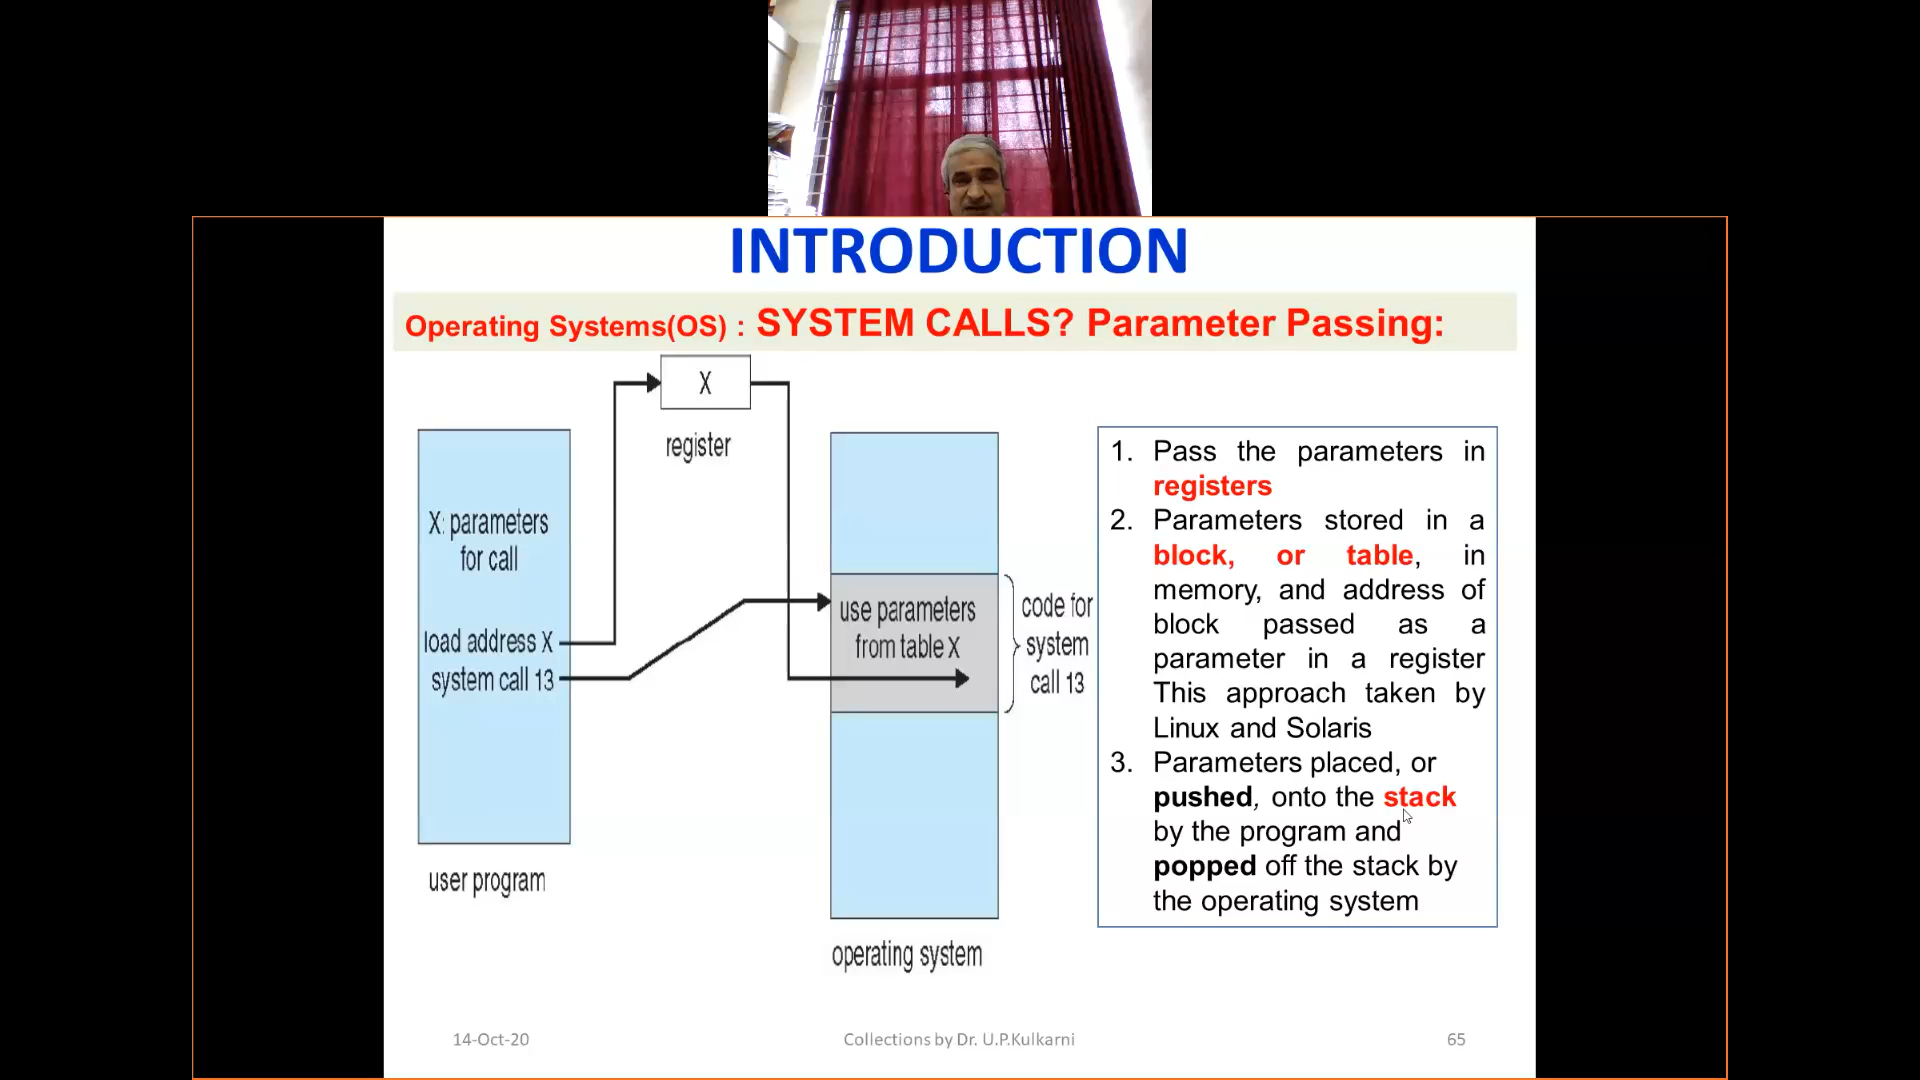 INTRODUCTION
Operating Systems(OS) : SYSTEM CALLS? Parameter Passing:
X
register
X: parameters
for call
load address X
system call 13
user program
use parameters
from table X
code for
system
call 13
operating system
1. Pass the parameters in
registers
2. Parameters stored in a
block, or table, in
memory, and address of
block passed as a
parameter in a register
This approach taken by
Linux and Solaris
3. Parameters placed, or
pushed, onto the stack
by the program and
popped off the stack by
the operating system
14-Oct-20
Collections by Dr. U.P.Kulkarni
65